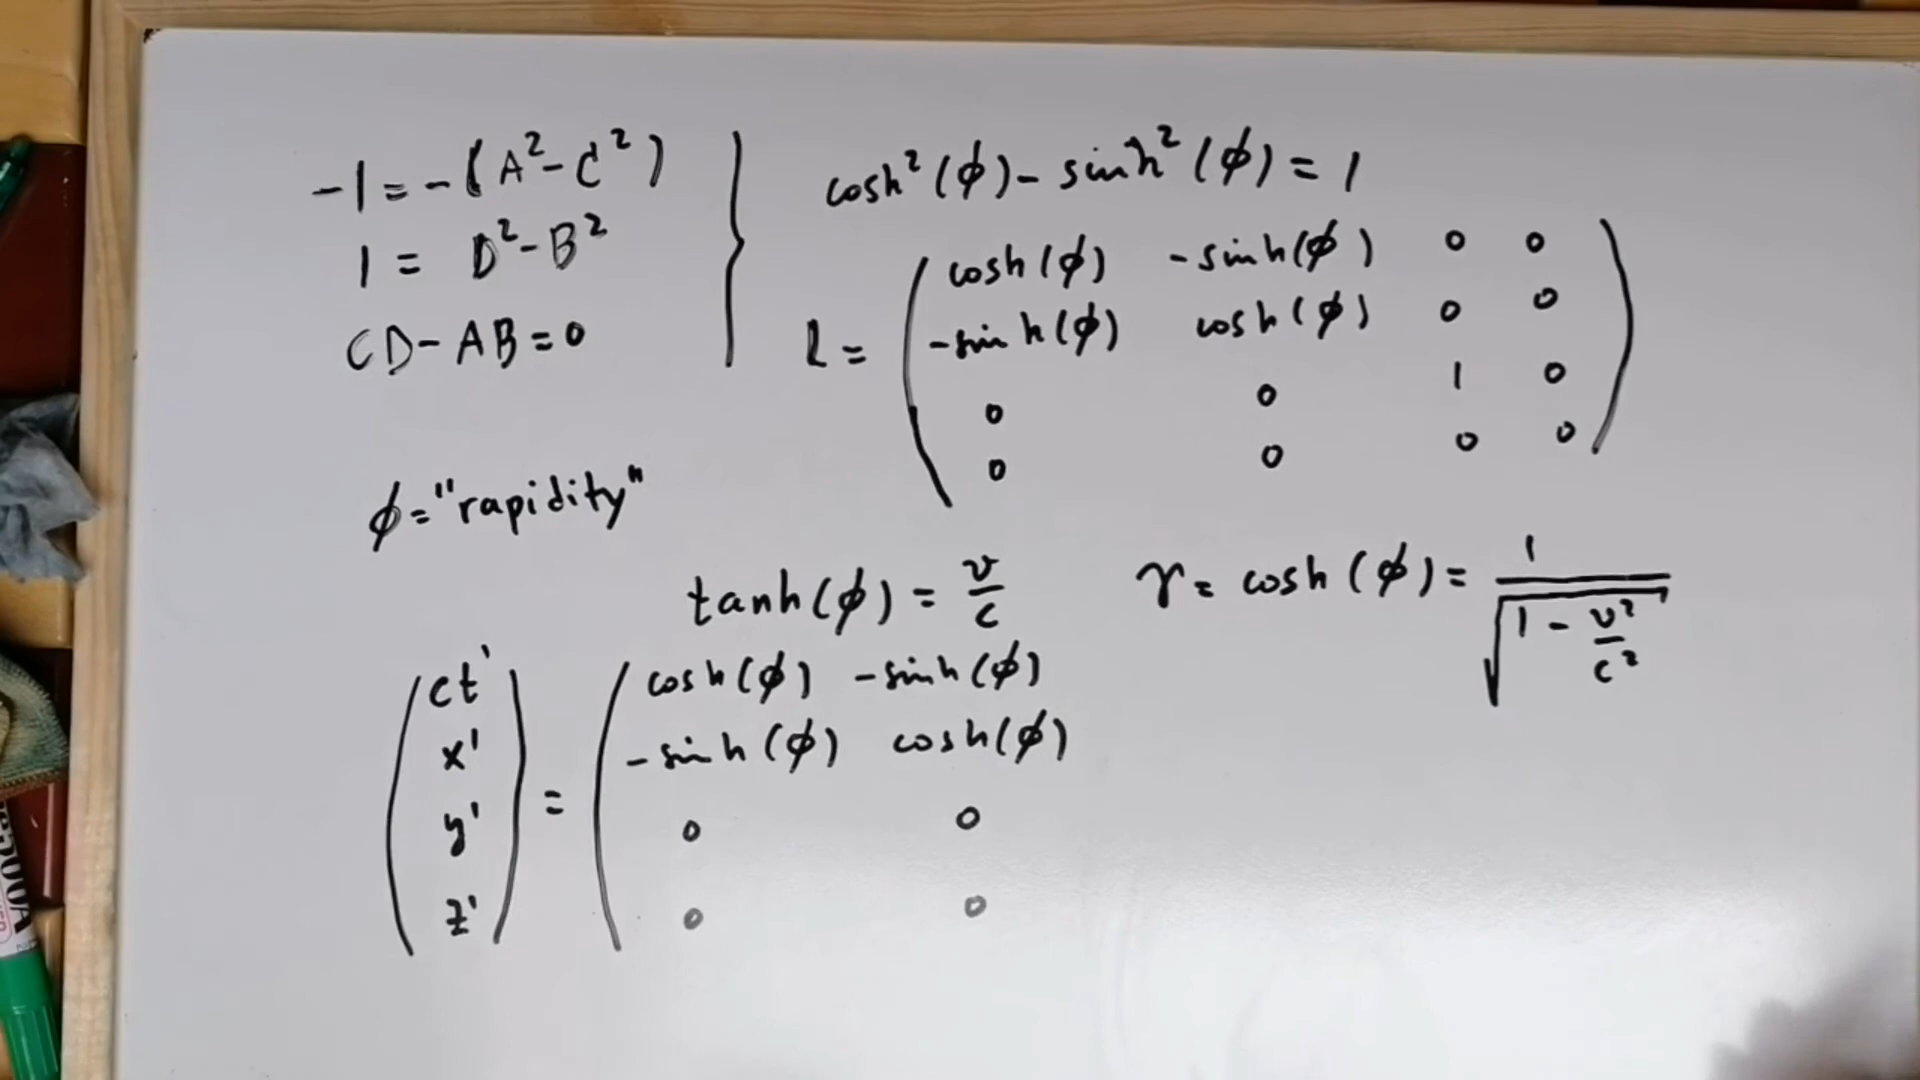 -1 = -(A²-C²)
1 = D²-B²
CD-AB=0
cosh²(ϕ)- sinh²(ϕ) = 1
L = ( cosh(ϕ) -sinh(ϕ) 0 0
-sinh(ϕ) cosh(ϕ) 0 0
0 0 1 0
0 0 0 0 )
ϕ="rapidity"
tanh(ϕ) = v/c
γ = cosh(ϕ) = 1/√(1 - v²/c²)
( ct' ) = ( cosh(ϕ) -sinh(ϕ)
x' -sinh(ϕ) cosh(ϕ)
y' 0 0
z' 0 0